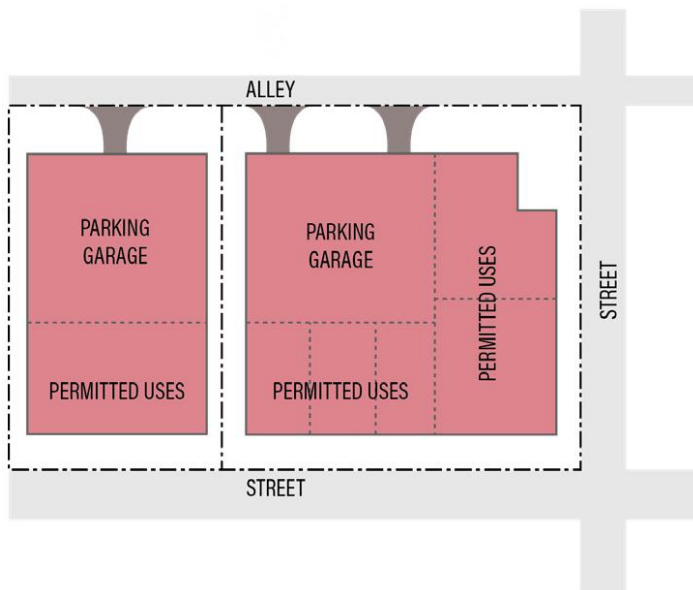 ALLEY
PARKING
GARAGE
PERMITTED USES
PARKING
GARAGE
PERMITTED USES
PERMITTED USES
STREET
STREET